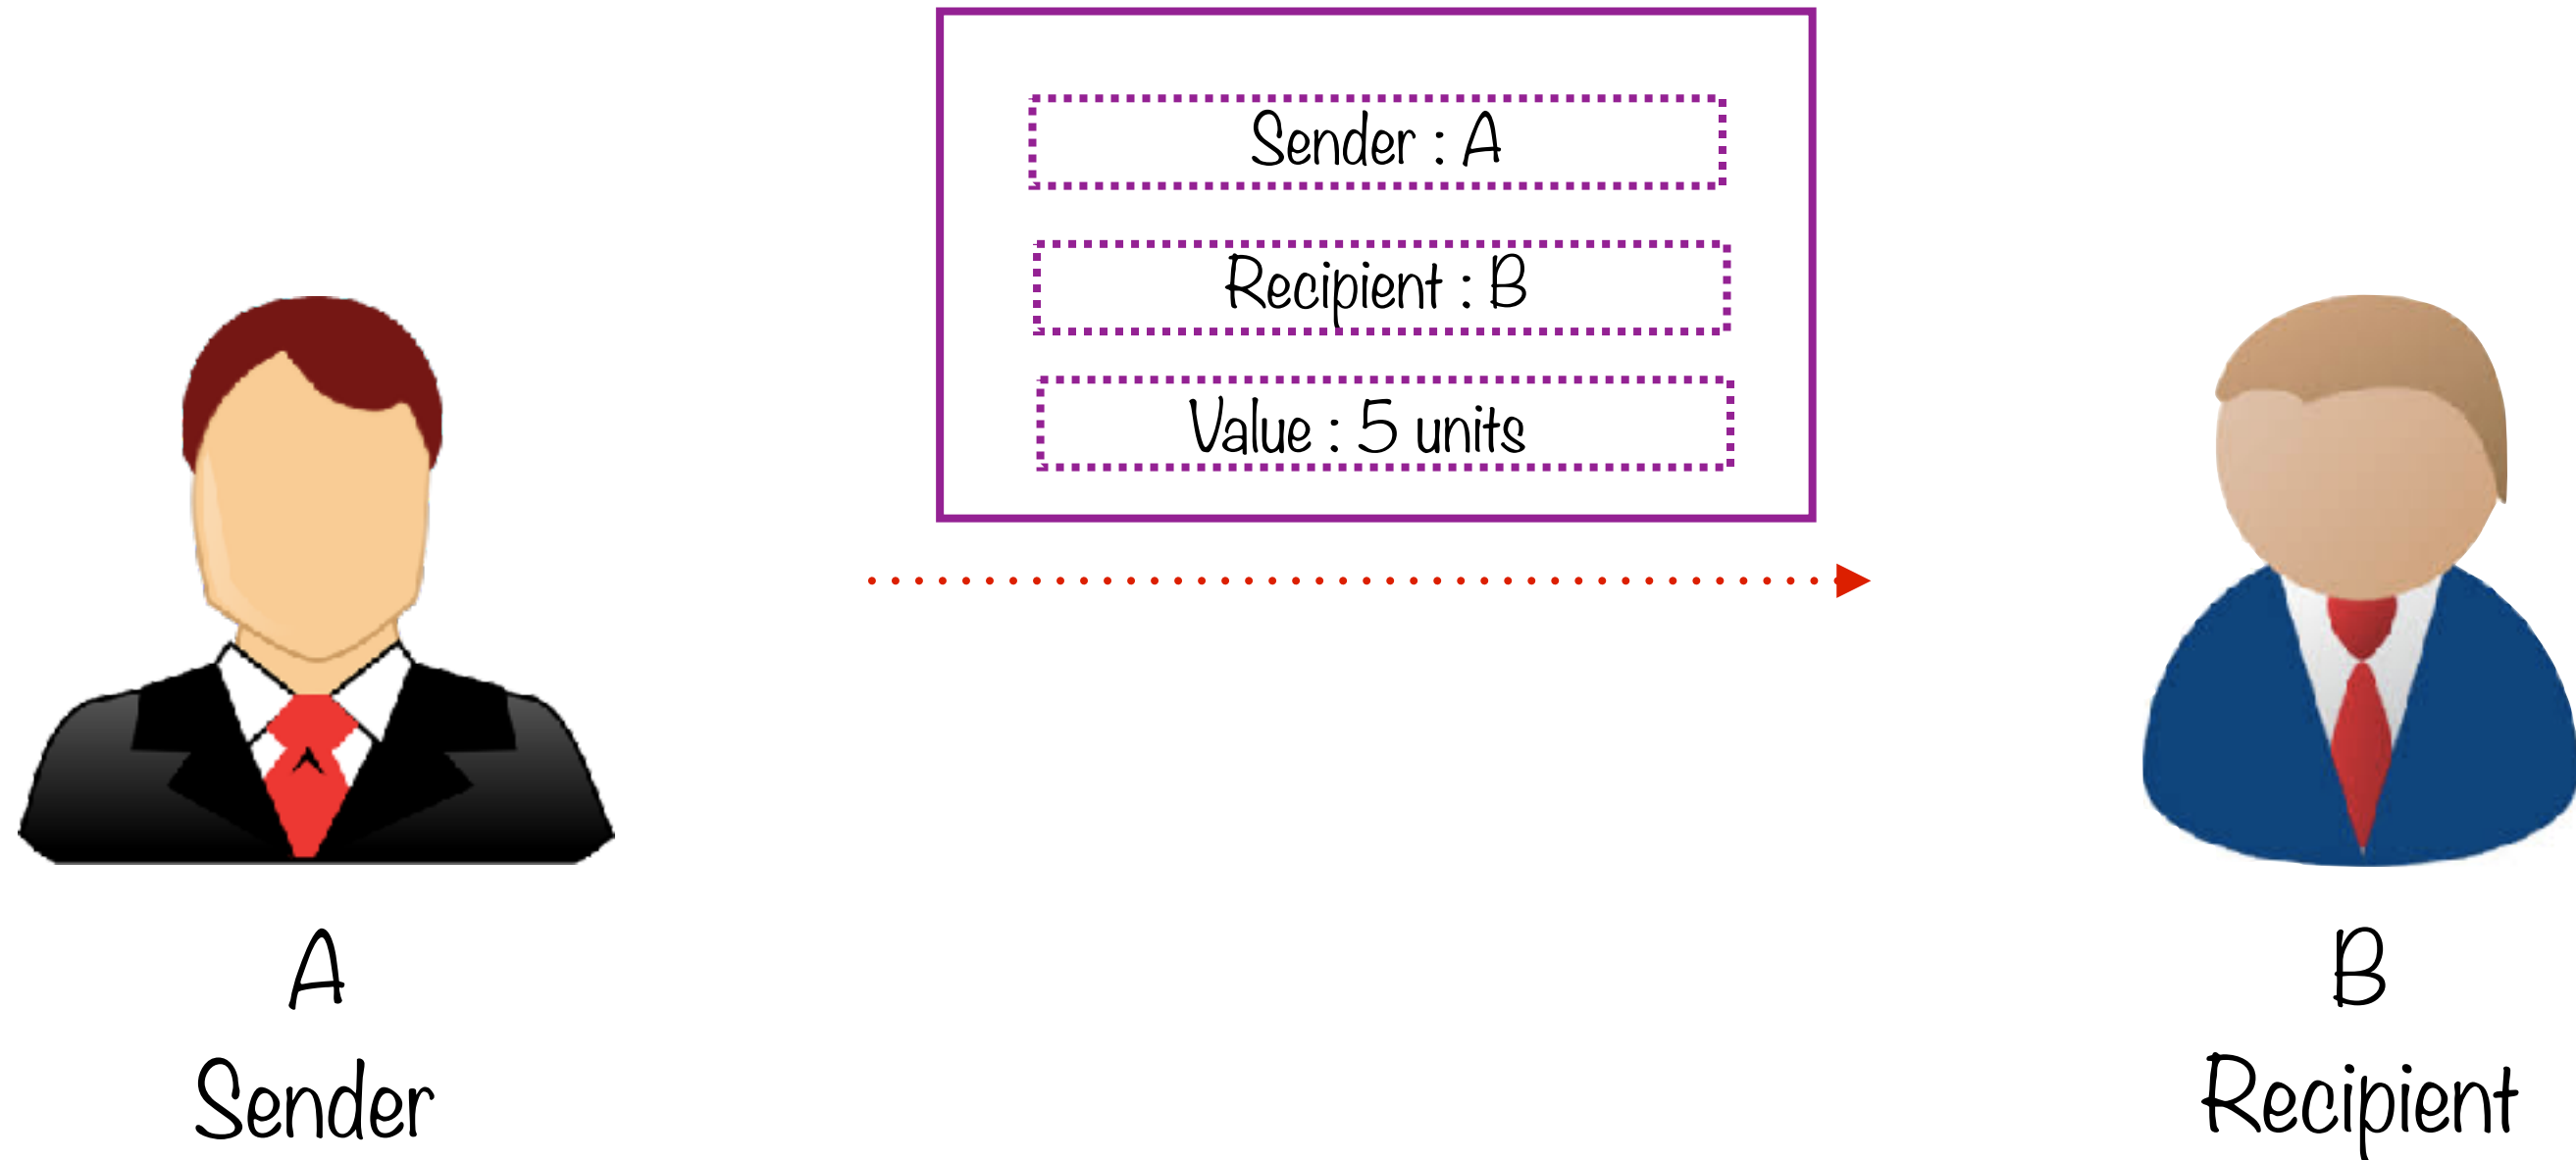 Sender : A
Recipient : B
Value : 5 units
A
Sender
B
Recipient